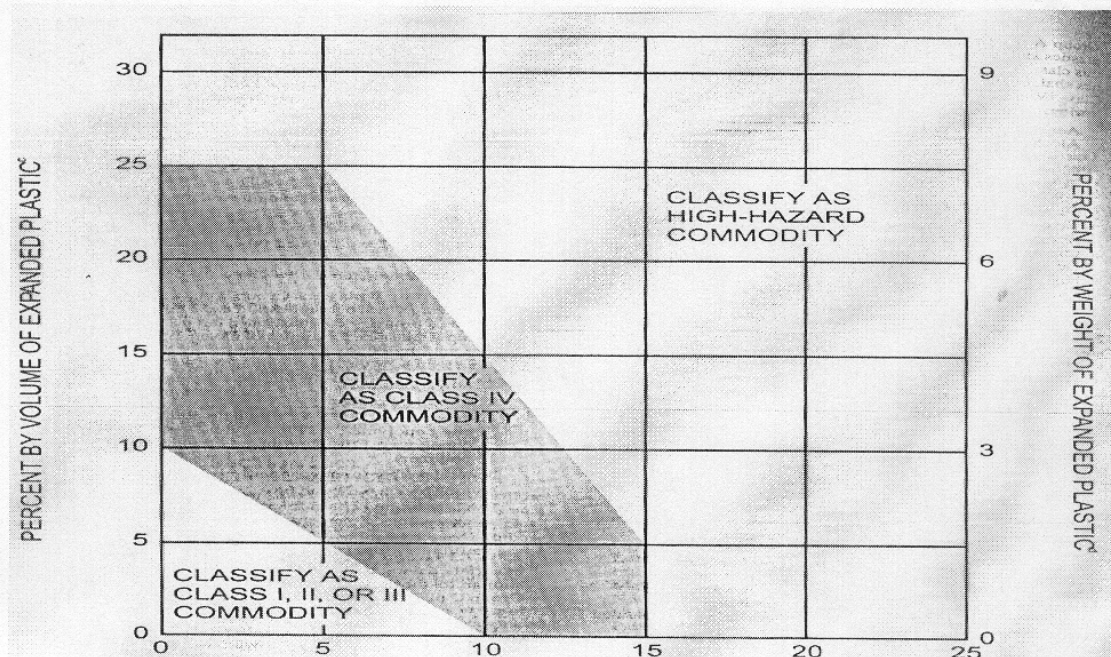 PERCENT BY VOLUME OF EXPANDED PLASTICᶜ
30
25
20
15
10
5
0
CLASSIFY AS
HIGH-HAZARD
COMMODITY
CLASSIFY
AS CLASS IV
COMMODITY
CLASSIFY AS
CLASS I, II, OR III
COMMODITY
9
6
3
0
PERCENT BY WEIGHT OF EXPANDED PLASTICᶜ
0 5 10 15 20 25